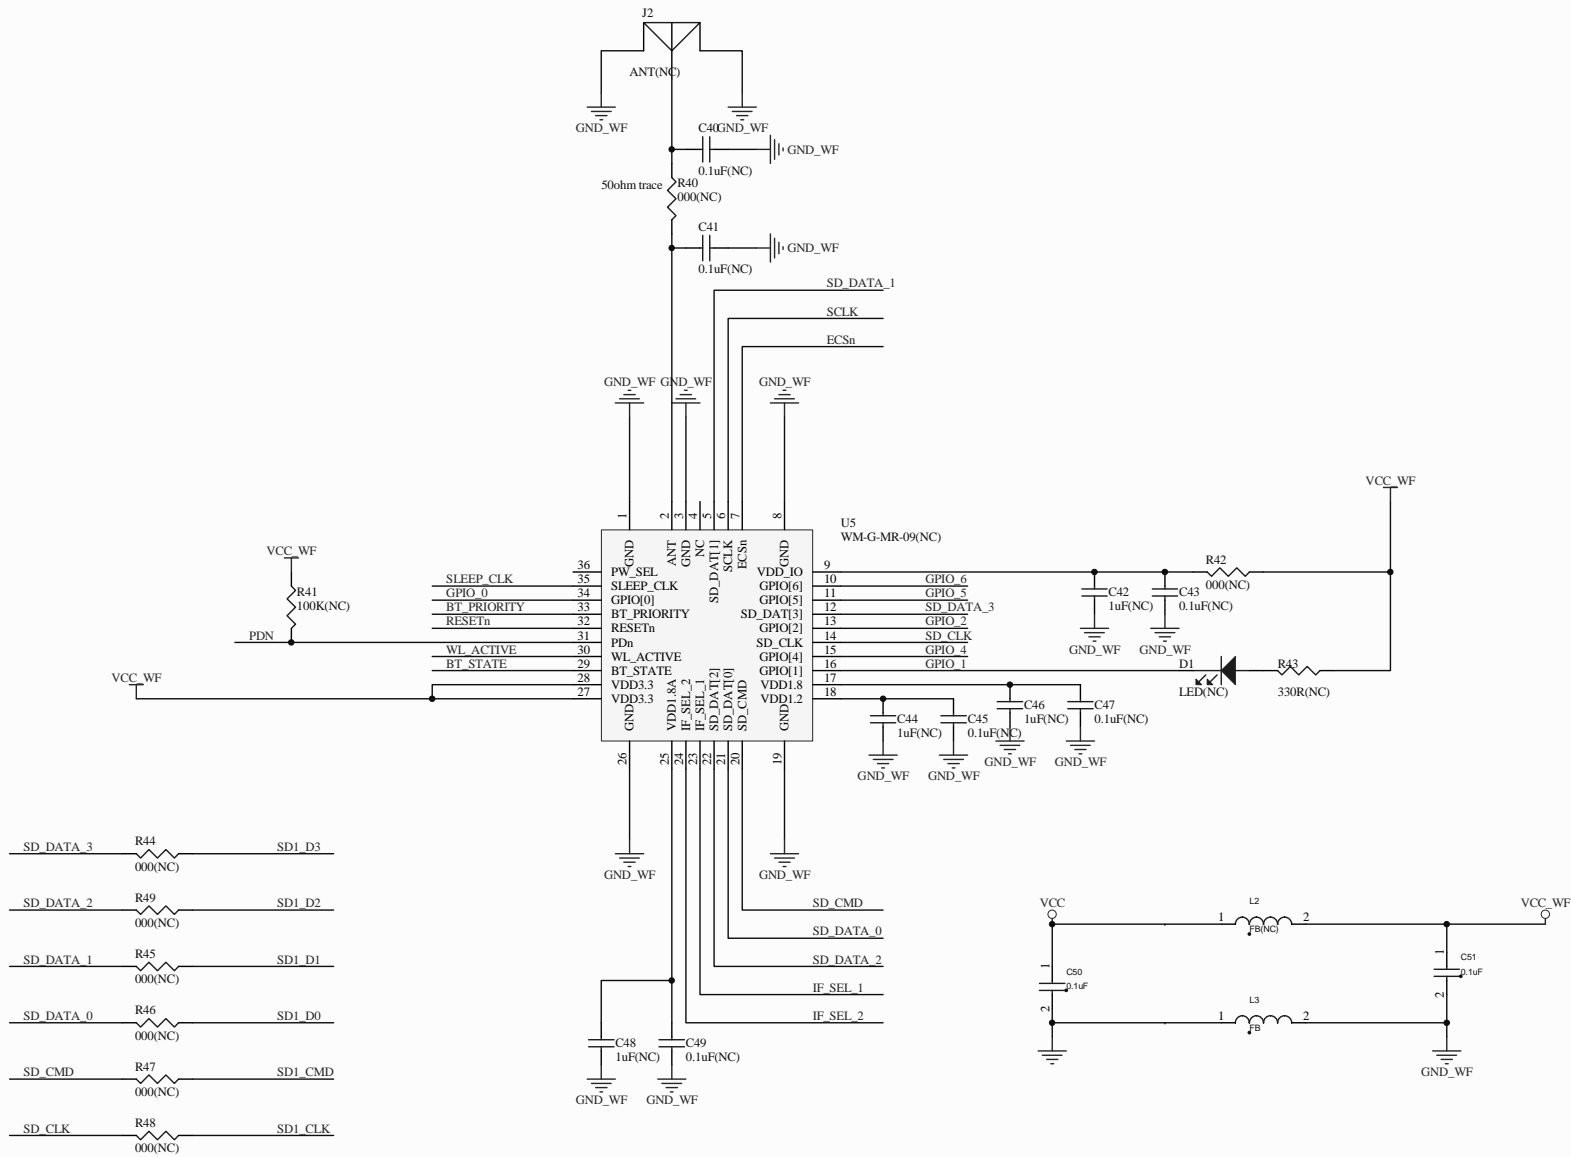 J2
ANT(NC)
GND_WF
GND_WF
C40
GND_WF
0.1uF(NC)
50ohm trace
R40
000(NC)
C41
GND_WF
0.1uF(NC)
SD_DATA_1
SCLK
ECSn
GND_WF
GND_WF
GND_WF
1
2
3
4
5
6
7
8
U5
WM-G-MR-09(NC)
GND
ANT
GND
NC
SD_DAT[1]
SCLK
ECSn
GND
VCC_WF
R41
100K(NC)
PDN
VCC_WF
SLEEP_CLK
GPIO_0
BT_PRIORITY
RESETn
WL_ACTIVE
BT_STATE
36 PW_SEL
35 SLEEP_CLK
34 GPIO[0]
33 BT_PRIORITY
32 RESETn
31 PDn
30 WL_ACTIVE
29 BT_STATE
28 VDD3.3
27 VDD3.3
VDD_IO 9
GPIO[6] 10 GPIO_6
GPIO[5] 11 GPIO_5
SD_DAT[3] 12 SD_DATA_3
GPIO[2] 13 GPIO_2
SD_CLK 14 SD_CLK
GPIO[4] 15 GPIO_4
GPIO[1] 16 GPIO_1
VDD1.8 17
VDD1.2 18
GND
VDD1.8A
IF_SEL_2
IF_SEL_1
SD_DAT[2]
SD_DAT[0]
SD_CMD
GND
26
25
24
23
22
21
20
19
VCC_WF
R42
000(NC)
C42
1uF(NC)
C43
0.1uF(NC)
GND_WF
GND_WF
D1
LED(NC)
R43
330R(NC)
C44
1uF(NC)
C45
0.1uF(NC)
C46
1uF(NC)
C47
0.1uF(NC)
GND_WF
GND_WF
GND_WF
GND_WF
GND_WF
GND_WF
SD_CMD
SD_DATA_0
SD_DATA_2
IF_SEL_1
IF_SEL_2
C48
1uF(NC)
C49
0.1uF(NC)
GND_WF
GND_WF
SD_DATA_3 R44 SD1_D3
000(NC)
SD_DATA_2 R49 SD1_D2
000(NC)
SD_DATA_1 R45 SD1_D1
000(NC)
SD_DATA_0 R46 SD1_D0
000(NC)
SD_CMD R47 SD1_CMD
000(NC)
SD_CLK R48 SD1_CLK
000(NC)
VCC
L2
VCC_WF
1 2
FB(NC)
1
C50
0.1uF
2
1
C51
0.1uF
2
L3
1 2
FB
GND_WF